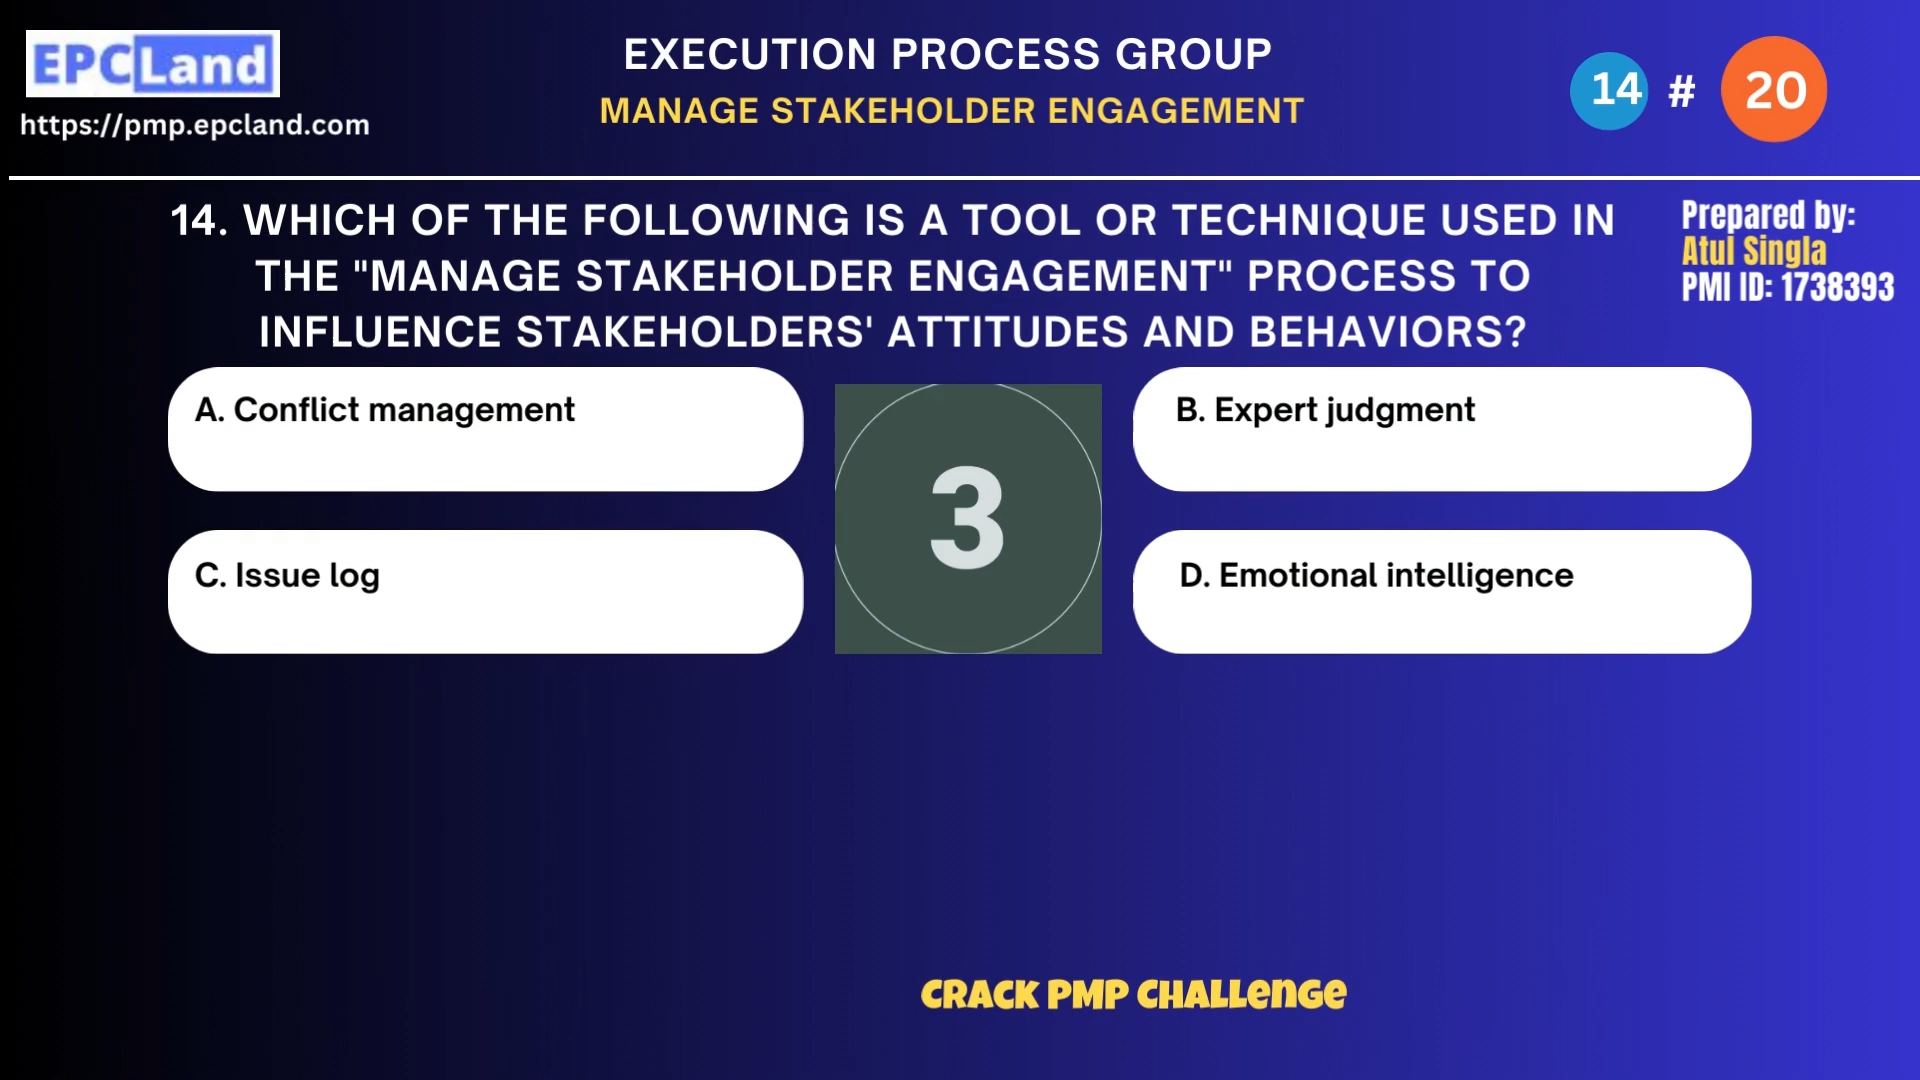 EPCLand
https://pmp.epcland.com
EXECUTION PROCESS GROUP
MANAGE STAKEHOLDER ENGAGEMENT
14 # 20
14. WHICH OF THE FOLLOWING IS A TOOL OR TECHNIQUE USED IN
THE "MANAGE STAKEHOLDER ENGAGEMENT" PROCESS TO
INFLUENCE STAKEHOLDERS' ATTITUDES AND BEHAVIORS?
Prepared by:
Atul Singla
PMI ID: 1738393
A. Conflict management
B. Expert judgment
3
C. Issue log
D. Emotional intelligence
CRACK PMP CHALLENGE